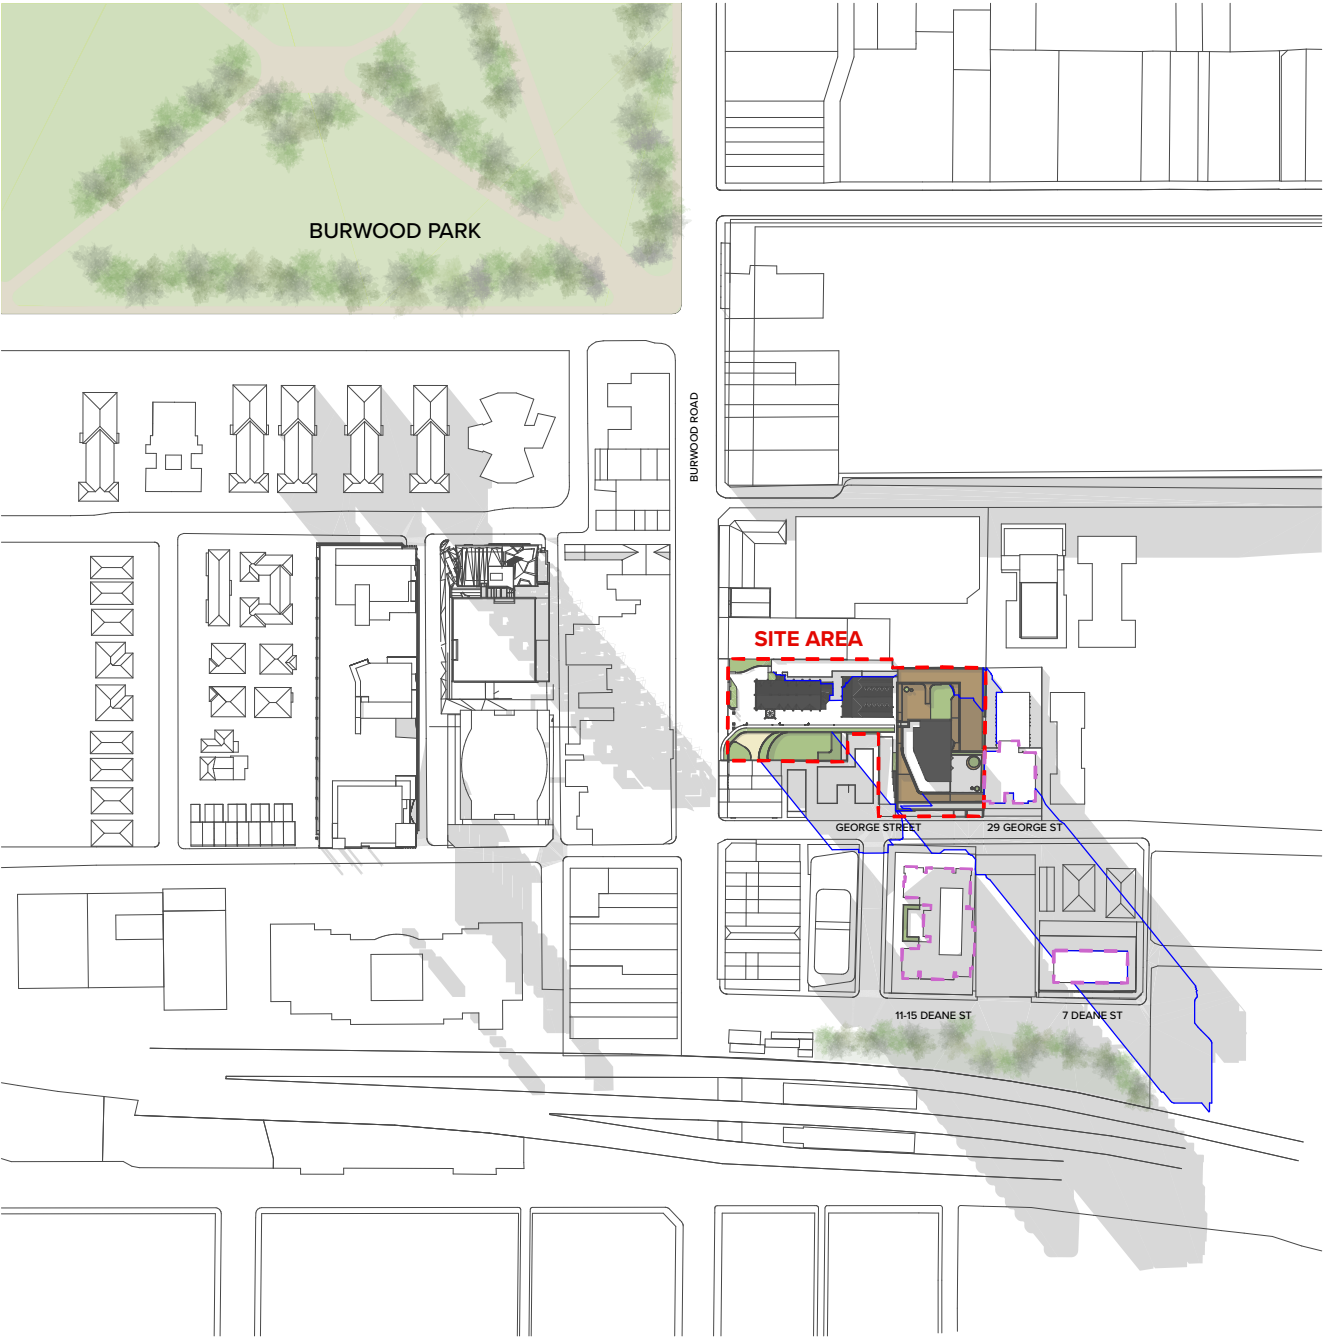 BURWOOD PARK
BURWOOD ROAD
SITE AREA
GEORGE STREET
29 GEORGE ST
11-15 DEANE ST
7 DEANE ST